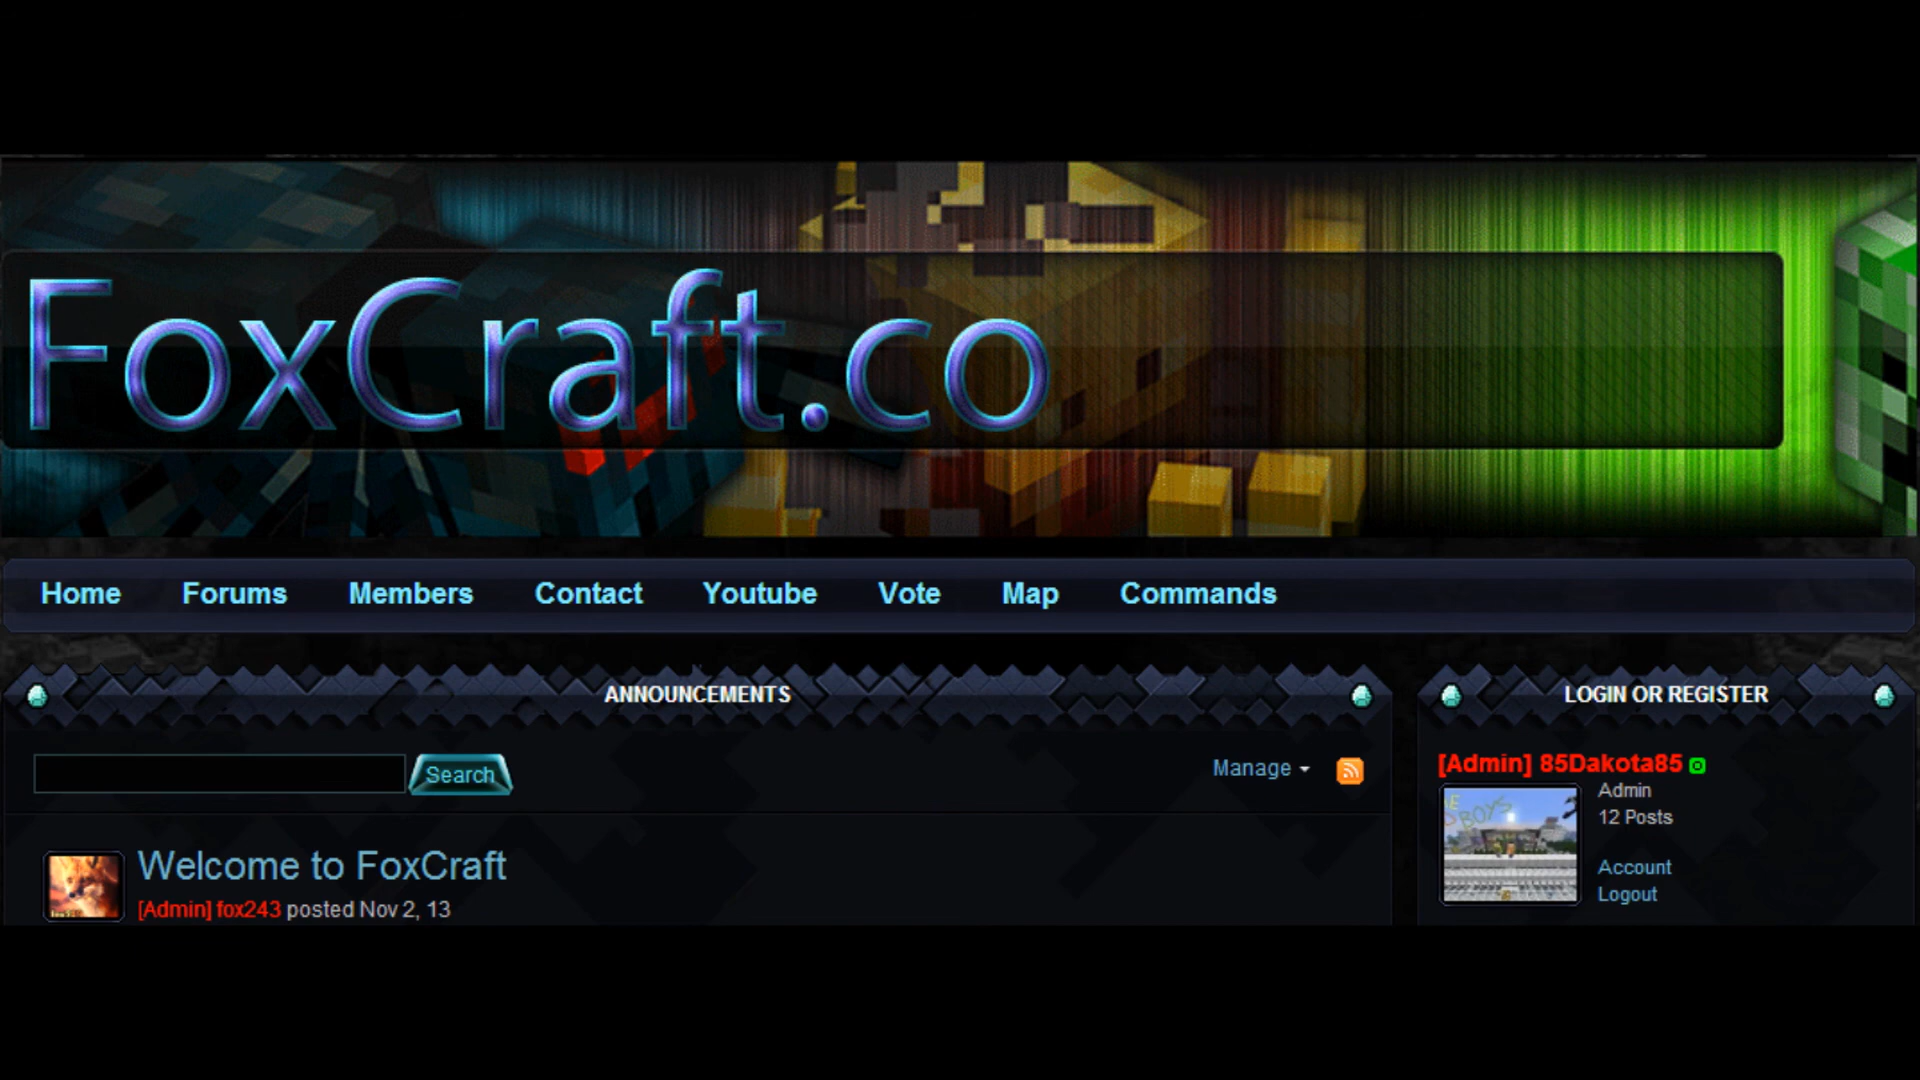 FoxCraft.co
Home Forums Members Contact Youtube Vote Map Commands
ANNOUNCEMENTS
Search
Manage
Welcome to FoxCraft
[Admin] fox243 posted Nov 2, 13
LOGIN OR REGISTER
[Admin] 85Dakota85
Admin
12 Posts
Account
Logout
BOYS